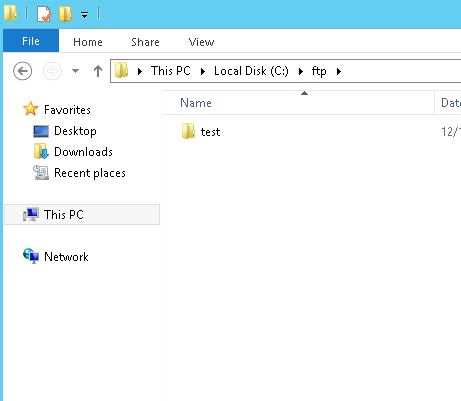 File Home Share View
This PC Local Disk (C:) ftp
Favorites
Desktop
Downloads
Recent places
This PC
Network
Name
test